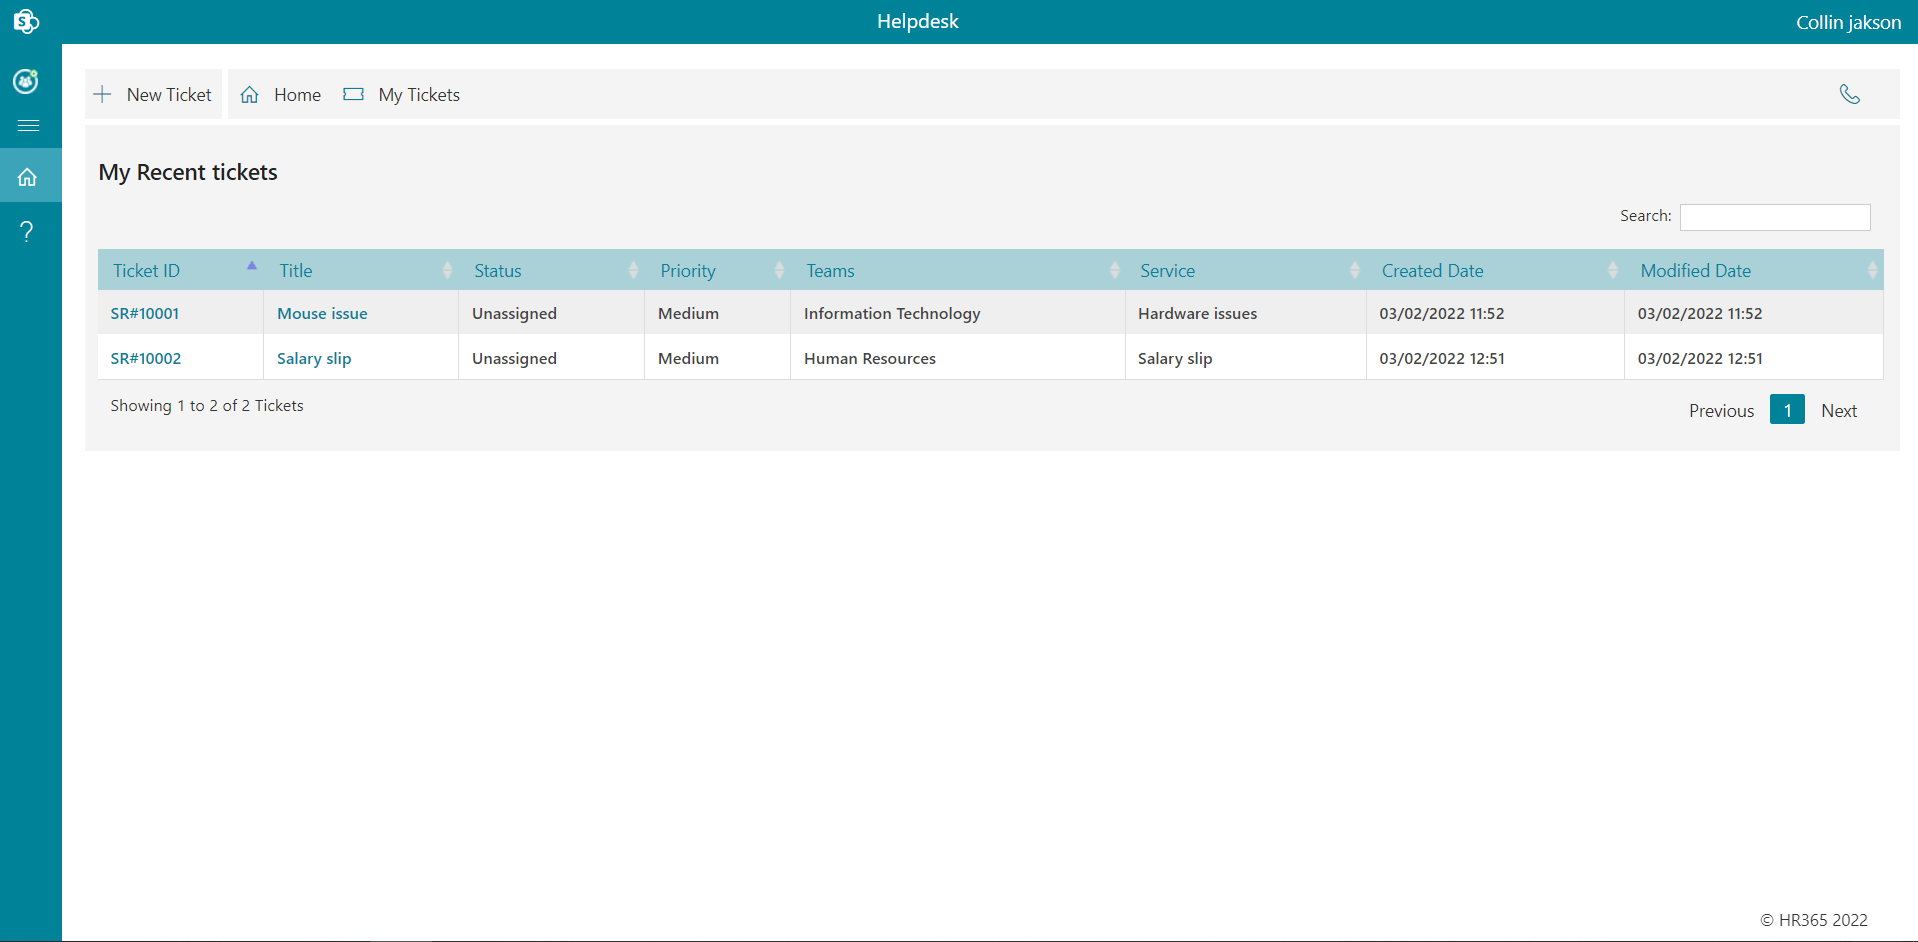 Helpdesk
Collin jakson
New Ticket Home My Tickets
My Recent tickets
Search:
Ticket ID Title Status Priority Teams Service Created Date Modified Date
SR#10001 Mouse issue Unassigned Medium Information Technology Hardware issues 03/02/2022 11:52 03/02/2022 11:52
SR#10002 Salary slip Unassigned Medium Human Resources Salary slip 03/02/2022 12:51 03/02/2022 12:51
Showing 1 to 2 of 2 Tickets
Previous 1 Next
© HR365 2022